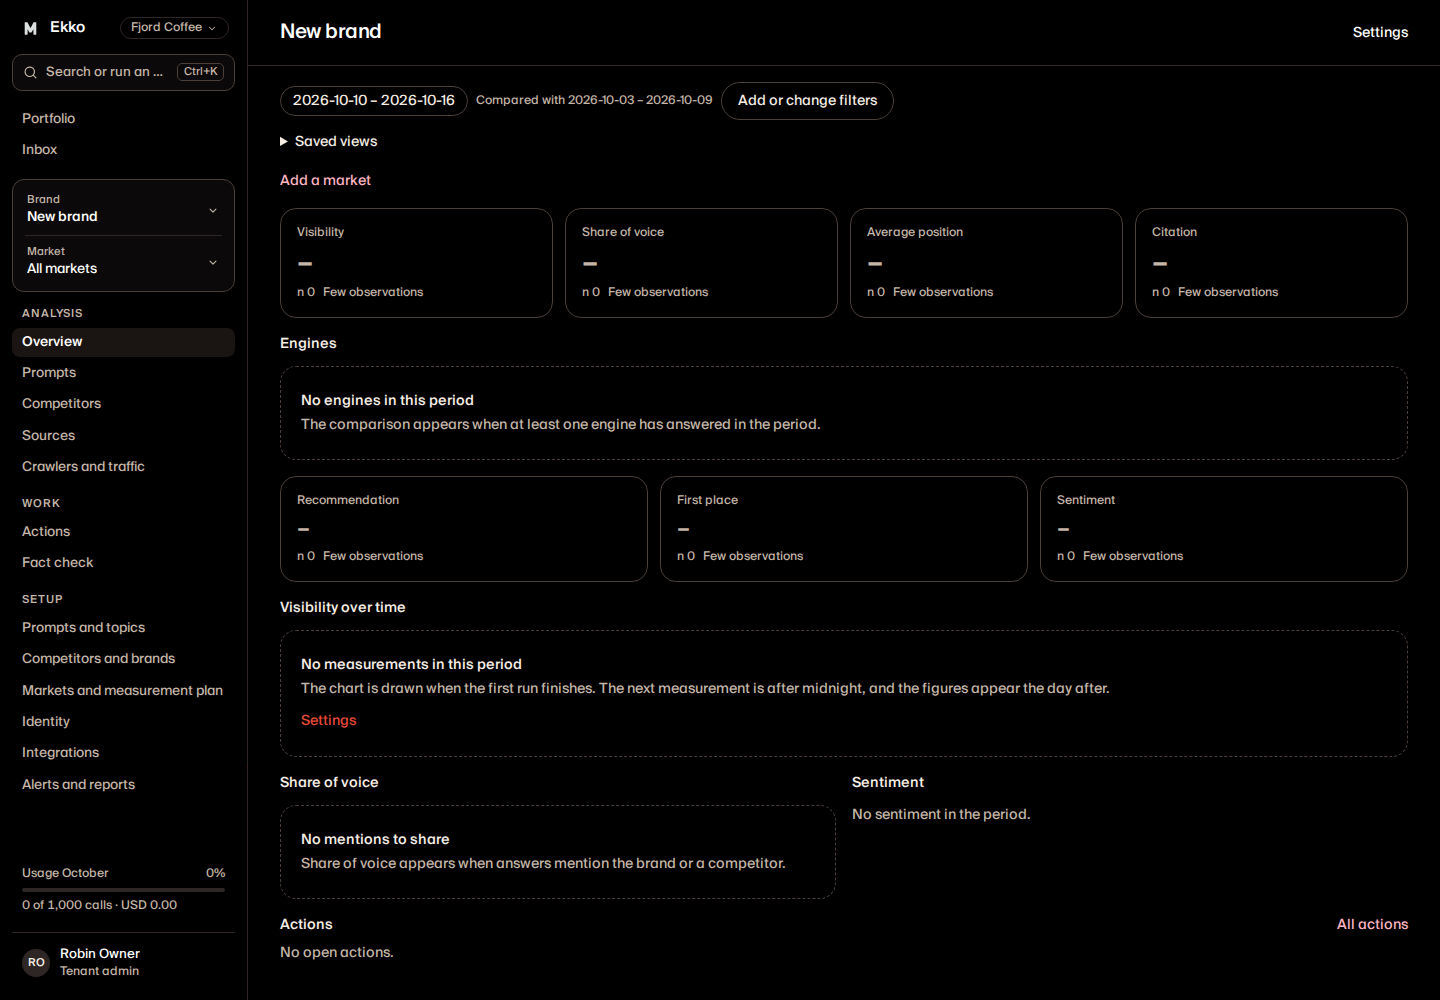 Ekko
Fjord Coffee
Search or run an ...
Ctrl+K
Portfolio
Inbox
Brand
New brand
Market
All markets
ANALYSIS
Overview
Prompts
Competitors
Sources
Crawlers and traffic
WORK
Actions
Fact check
SETUP
Prompts and topics
Competitors and brands
Markets and measurement plan
Identity
Integrations
Alerts and reports
Usage October 0%
0 of 1,000 calls · USD 0.00
RO
Robin Owner
Tenant admin
New brand
Settings
2026-10-10 – 2026-10-16 Compared with 2026-10-03 – 2026-10-09 Add or change filters
Saved views
Add a market
Visibility
–
n 0 Few observations
Share of voice
–
n 0 Few observations
Average position
–
n 0 Few observations
Citation
–
n 0 Few observations
Engines
No engines in this period
The comparison appears when at least one engine has answered in the period.
Recommendation
–
n 0 Few observations
First place
–
n 0 Few observations
Sentiment
–
n 0 Few observations
Visibility over time
No measurements in this period
The chart is drawn when the first run finishes. The next measurement is after midnight, and the figures appear the day after.
Settings
Share of voice
No mentions to share
Share of voice appears when answers mention the brand or a competitor.
Sentiment
No sentiment in the period.
Actions
All actions
No open actions.